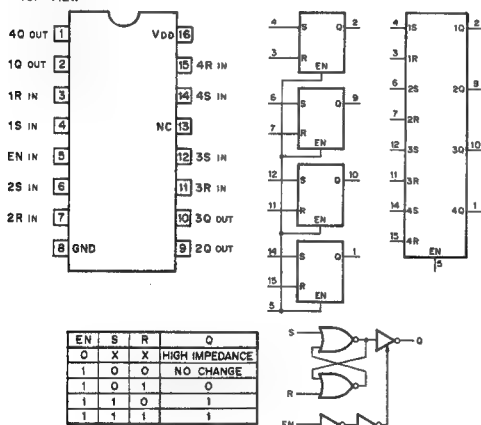 TOP VIEW
4Q OUT 1
VDD 16
1Q OUT 2
15 4R IN
1R IN 3
14 4S IN
1S IN 4
NC 13
EN IN 5
12 3S IN
2S IN 6
11 3R IN
2R IN 7
10 3Q OUT
8 GND
9 2Q OUT
4 S Q 2
3 R
EN
6 S Q 9
7 R
EN
12 S Q 10
11 R
EN
14 S Q 1
15 R
EN
5
4 1S 1Q 2
3 1R
6 2S 2Q 9
7 2R
12 3S 3Q 10
11 3R
14 4S 4Q 1
15 4R
EN
5
EN S R Q
0 X X HIGH IMPEDANCE
1 0 0 NO CHANGE
1 0 1 0
1 1 0 1
1 1 1 1
S
Q
R
EN